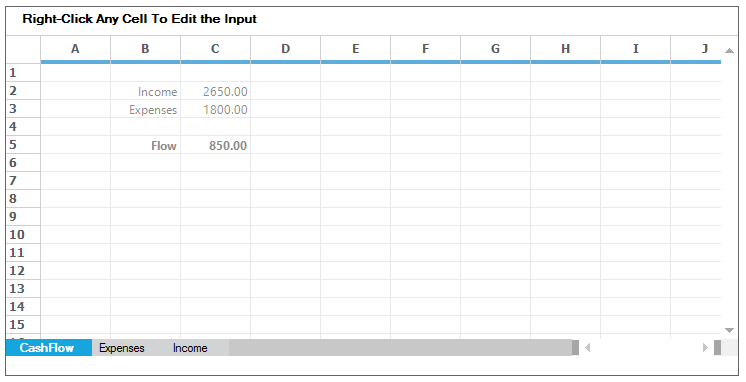 Right-Click Any Cell To Edit the Input
A B C D E F G H I J
1
2 Income 2650.00
3 Expenses 1800.00
4
5 Flow 850.00
6
7
8
9
10
11
12
13
14
15
CashFlow Expenses Income